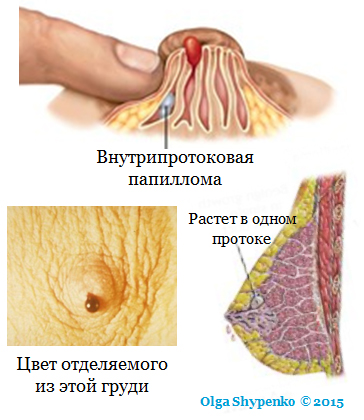 Внутрипротоковая
папиллома
Растет в одном
протоке
Цвет отделяемого
из этой груди
Olga Shypenko © 2015